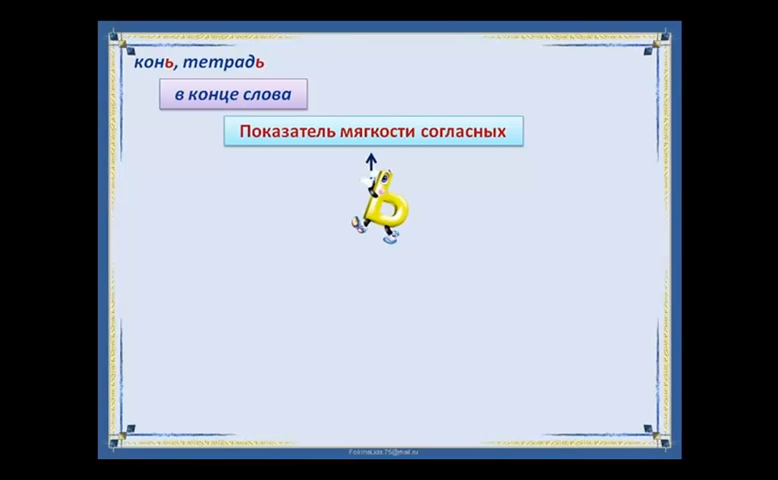 конь, тетрадь
в конце слова
Показатель мягкости согласных
Ь